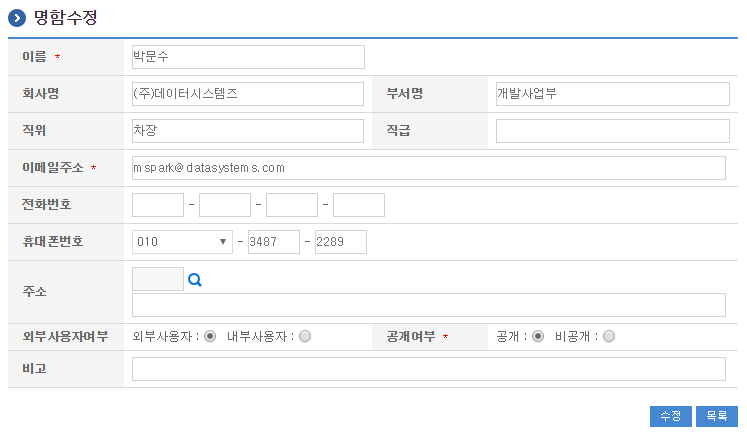 명함수정
이름 * 박문수
회사명 (주)데이터시스템즈 부서명 개발사업부
직위 차장 직급
이메일주소 * mspark@datasystems.com
전화번호 - - -
휴대폰번호 010 ▼ - 3487 - 2289
주소
외부사용자여부 외부사용자 : 내부사용자 : 공개여부 * 공개 : 비공개 :
비고
수정 목록